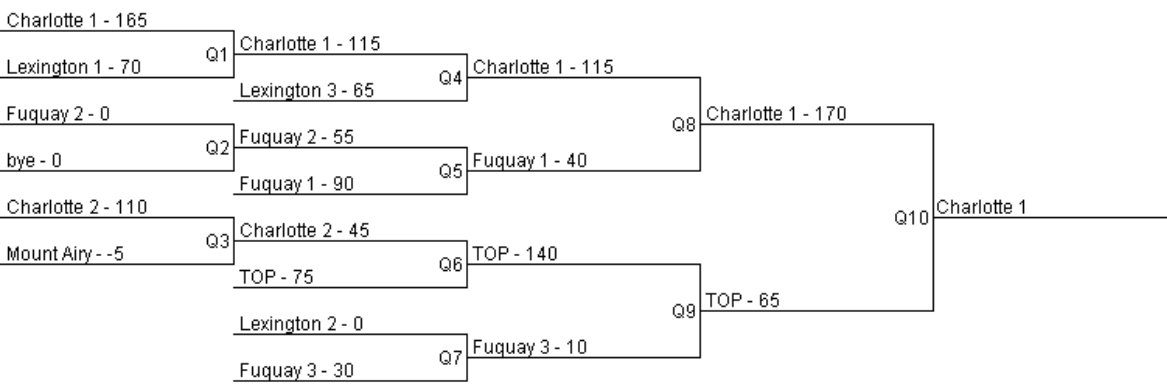 Charlotte 1 - 165
Q1
Lexington 1 - 70
Fuquay 2 - 0
Q2
bye - 0
Charlotte 2 - 110
Q3
Mount Airy - -5
Charlotte 1 - 115
Q4
Lexington 3 - 65
Fuquay 2 - 55
Q5
Fuquay 1 - 90
Charlotte 2 - 45
Q6
TOP - 75
Lexington 2 - 0
Q7
Fuquay 3 - 30
Charlotte 1 - 115
Q8
Fuquay 1 - 40
TOP - 140
Q9
Fuquay 3 - 10
Charlotte 1 - 170
Q10
TOP - 65
Charlotte 1